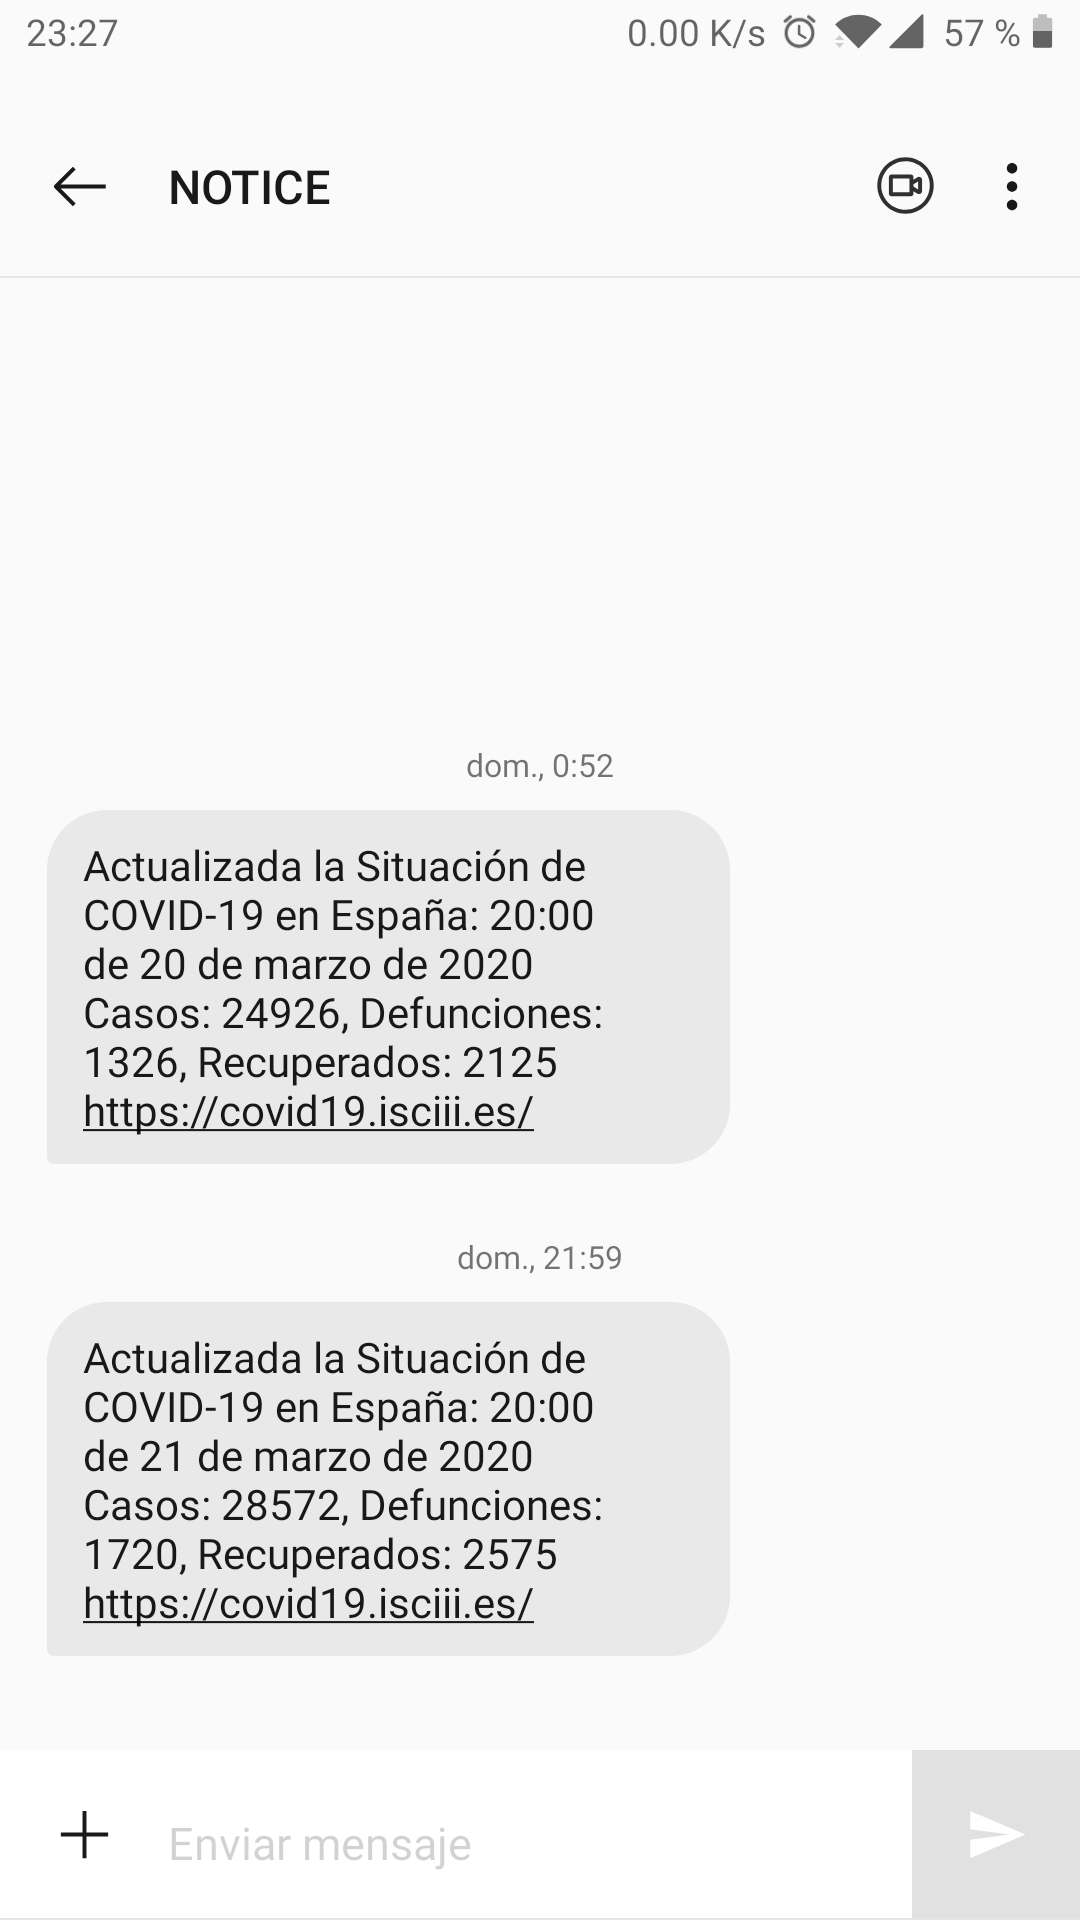 23:27 0.00 K/s 57 %
NOTICE
dom., 0:52
Actualizada la Situación de
COVID-19 en España: 20:00
de 20 de marzo de 2020
Casos: 24926, Defunciones:
1326, Recuperados: 2125
https://covid19.isciii.es/
dom., 21:59
Actualizada la Situación de
COVID-19 en España: 20:00
de 21 de marzo de 2020
Casos: 28572, Defunciones:
1720, Recuperados: 2575
https://covid19.isciii.es/
Enviar mensaje